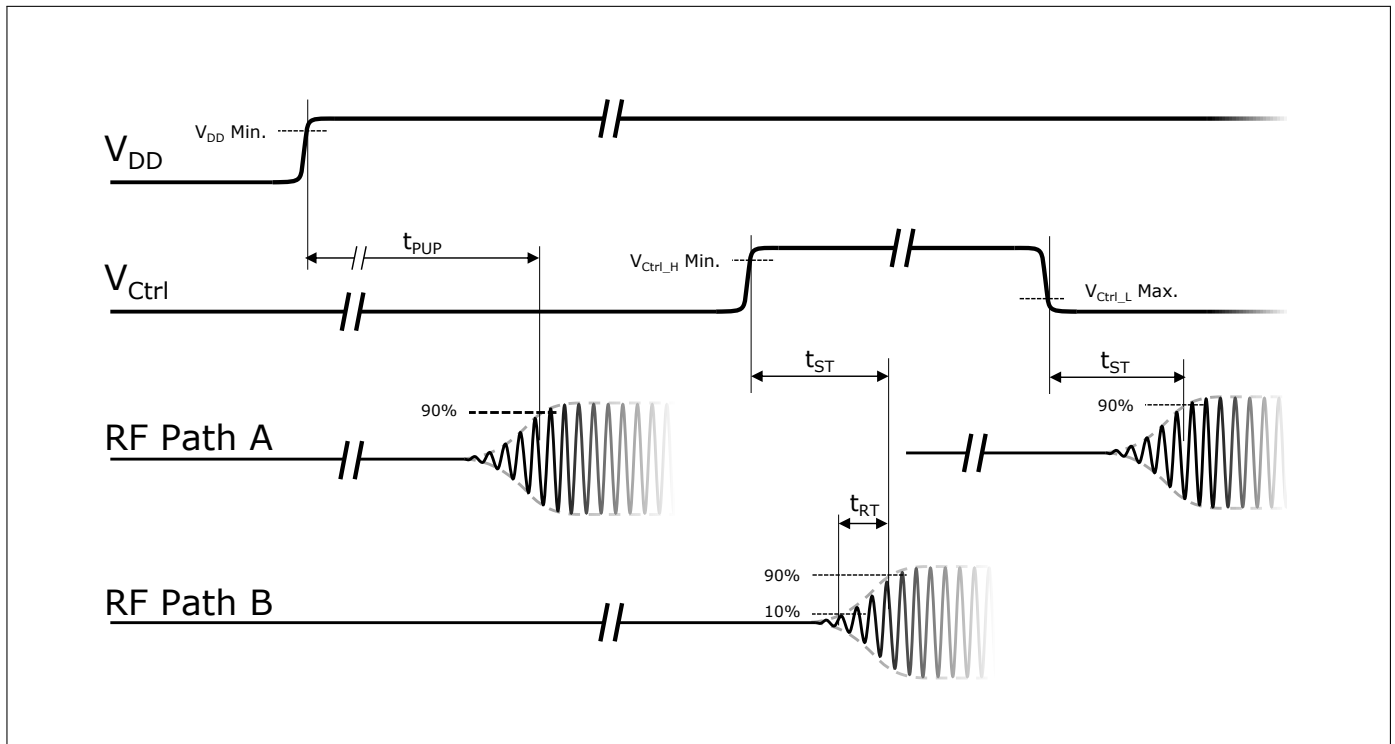 V_DD Min.
V_DD
t_PUP
V_Ctrl_H Min.
V_Ctrl
V_Ctrl_L Max.
t_ST
t_ST
90%
90%
RF Path A
t_RT
90%
10%
RF Path B